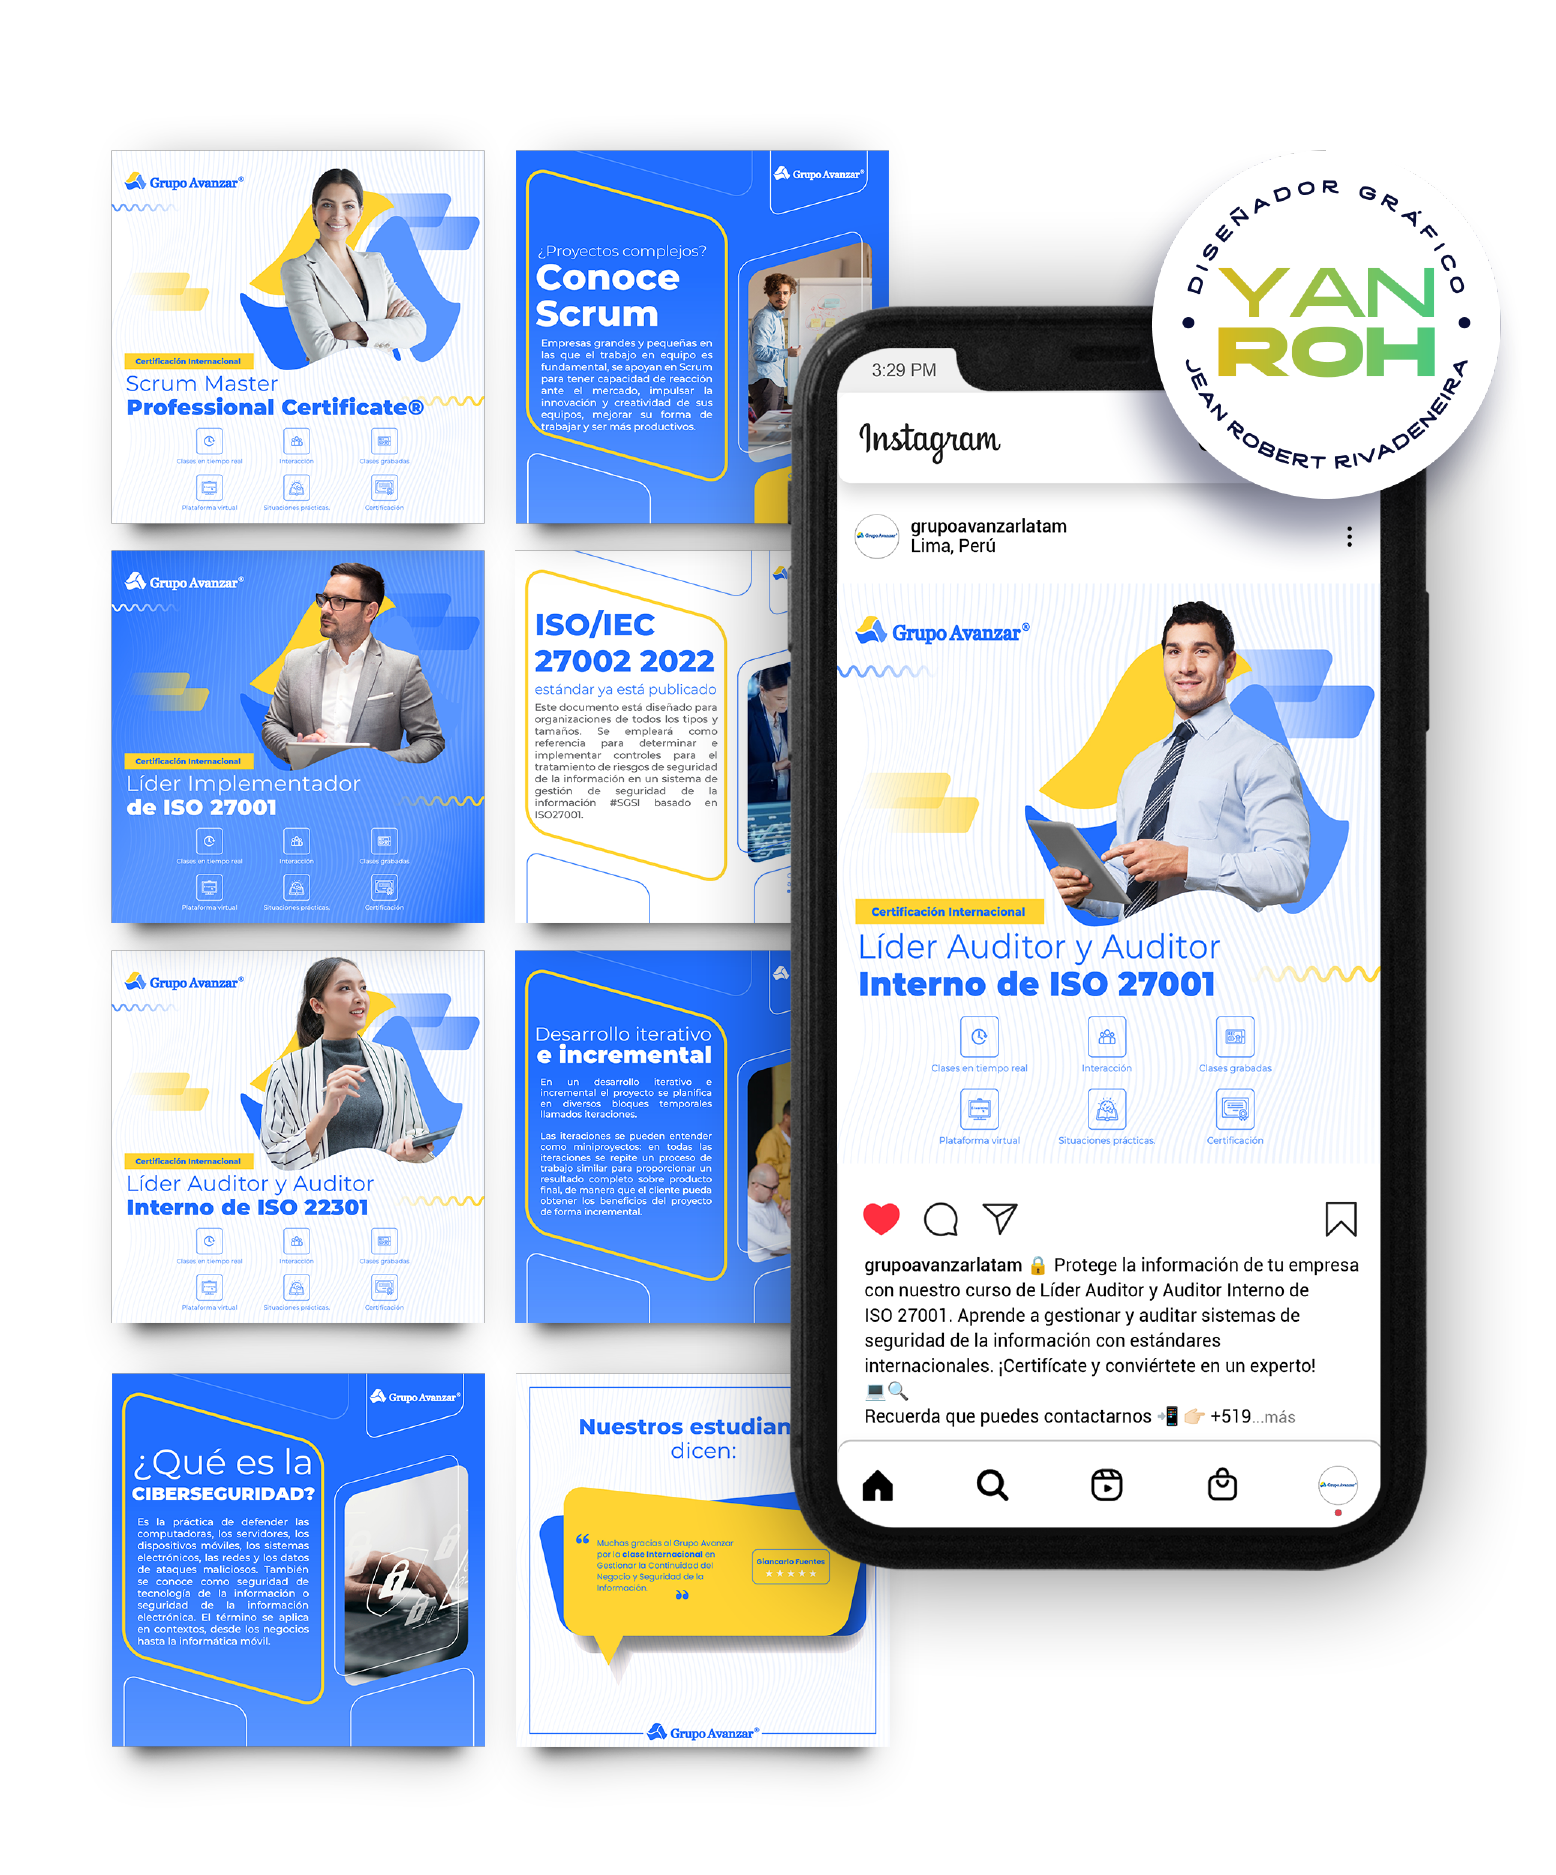 Grupo Avanzar®
Certificación Internacional
Scrum Master
Professional Certificate®
Clases en tiempo real
Interacción
Clases grabadas
Plataforma virtual
Situaciones prácticas.
Certificación
Grupo Avanzar®
¿Proyectos complejos?
Conoce
Scrum
Empresas grandes y pequeñas en
las que el trabajo en equipo es
fundamental, se apoyan en Scrum
para tener capacidad de reacción
ante el mercado, impulsar la
innovación y creatividad de sus
equipos, mejorar su forma de
trabajar y ser más productivos.
Grupo Avanzar®
Certificación Internacional
Líder Implementador
de ISO 27001
Clases en tiempo real
Interacción
Clases grabadas
Plataforma virtual
Situaciones prácticas.
Certificación
ISO/IEC
27002 2022
estándar ya está publicado
Este documento está diseñado para
organizaciones de todos los tipos y
tamaños. Se empleará como
referencia para determinar e
implementar controles para el
tratamiento de riesgos de seguridad
de la información en un sistema de
gestión de seguridad de la
información #SGSI basado en
ISO27001.
Grupo Avanzar®
Certificación Internacional
Líder Auditor y Auditor
Interno de ISO 22301
Clases en tiempo real
Interacción
Clases grabadas
Plataforma virtual
Situaciones prácticas.
Certificación
Desarrollo iterativo
e incremental
En un desarrollo iterativo e
incremental el proyecto se planifica
en diversos bloques temporales
llamados iteraciones.
Las iteraciones se pueden entender
como miniproyectos: en todas las
iteraciones se repite un proceso de
trabajo similar para proporcionar un
resultado completo sobre producto
final, de manera que el cliente pueda
obtener los beneficios del proyecto
de forma incremental.
Grupo Avanzar®
¿Qué es la
CIBERSEGURIDAD?
Es la práctica de defender las
computadoras, los servidores, los
dispositivos móviles, los sistemas
electrónicos, las redes y los datos
de ataques maliciosos. También
se conoce como seguridad de
tecnología de la información o
seguridad de la información
electrónica. El término se aplica
en contextos, desde los negocios
hasta la informática móvil.
Nuestros estudian
dicen:
“ Muchas gracias al Grupo Avanzar
por la clase Internacional en
Gestionar la Continuidad del
Negocio y Seguridad de la
Información. ”
Giancarlo Fuentes
★★★★★
Grupo Avanzar®
DISEÑADOR GRÁFICO
YAN
ROH
JEAN ROBERT RIVADENEIRA
3:29 PM
Instagram
Grupo Avanzar®
grupoavanzarlatam
Lima, Perú
Grupo Avanzar®
Certificación Internacional
Líder Auditor y Auditor
Interno de ISO 27001
Clases en tiempo real
Interacción
Clases grabadas
Plataforma virtual
Situaciones prácticas.
Certificación
grupoavanzarlatam 🔒 Protege la información de tu empresa
con nuestro curso de Líder Auditor y Auditor Interno de
ISO 27001. Aprende a gestionar y auditar sistemas de
seguridad de la información con estándares
internacionales. ¡Certifícate y conviértete en un experto!
💻🔍
Recuerda que puedes contactarnos 📲 👉🏻 +519...más
Grupo Avanzar®